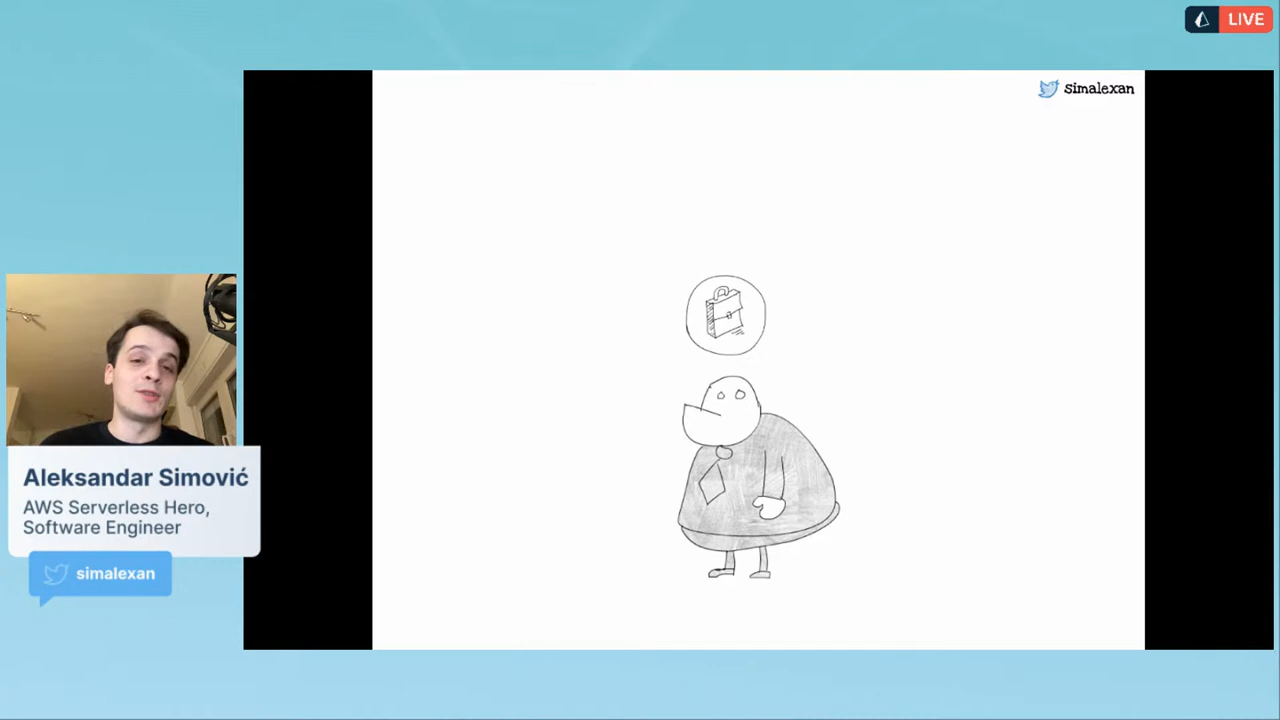 LIVE
simalexan
Aleksandar Simović
AWS Serverless Hero,
Software Engineer
simalexan